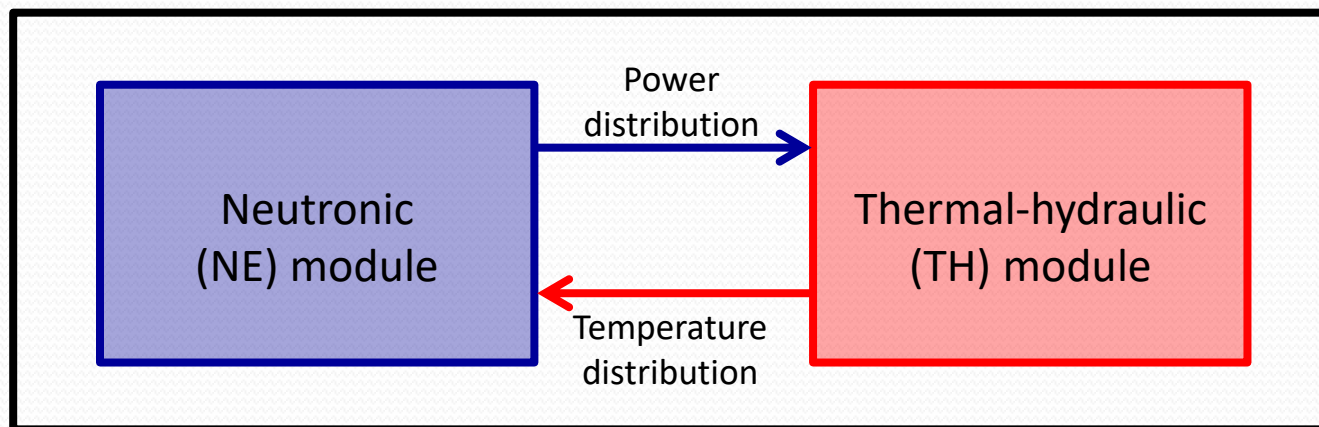 Power
distribution
Neutronic
(NE) module
Thermal-hydraulic
(TH) module
Temperature
distribution